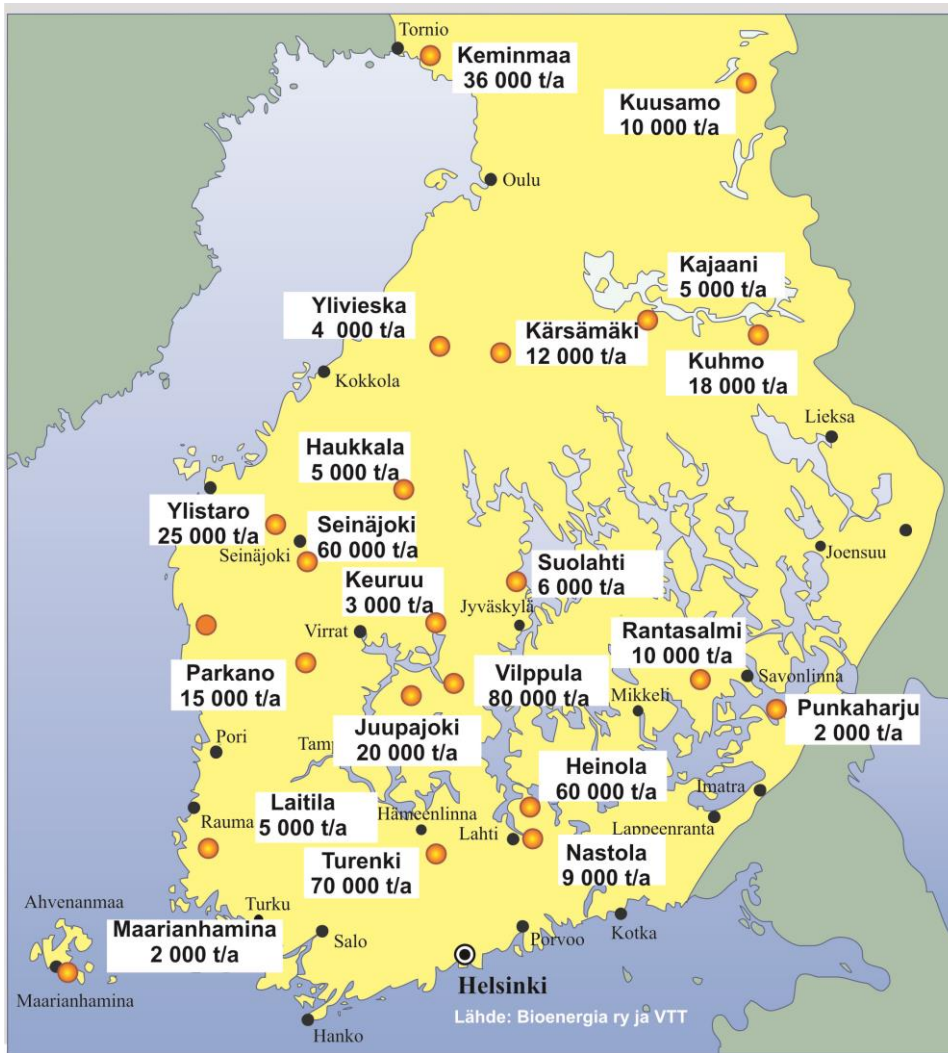 Tornio
Keminmaa
36 000 t/a
Kuusamo
10 000 t/a
Oulu
Kajaani
5 000 t/a
Ylivieska
4 000 t/a
Kärsämäki
12 000 t/a
Kuhmo
18 000 t/a
Kokkola
Lieksa
Haukkala
5 000 t/a
Ylistaro
25 000 t/a
Seinäjoki
60 000 t/a
Seinäjoki
Joensuu
Suolahti
6 000 t/a
Keuruu
3 000 t/a
Jyväskylä
Virrat
Rantasalmi
10 000 t/a
Parkano
15 000 t/a
Vilppula
80 000 t/a
Savonlinna
Mikkeli
Punkaharju
2 000 t/a
Juupajoki
20 000 t/a
Pori
Tamp
Heinola
60 000 t/a
Imatra
Laitila
5 000 t/a
Rauma
Hämeenlinna
Lahti
Lappeenranta
Turenki
70 000 t/a
Nastola
9 000 t/a
Ahvenanmaa
Turku
Maarianhamina
2 000 t/a
Salo
Porvoo
Kotka
Maarianhamina
Helsinki
Lähde: Bioenergia ry ja VTT
Hanko